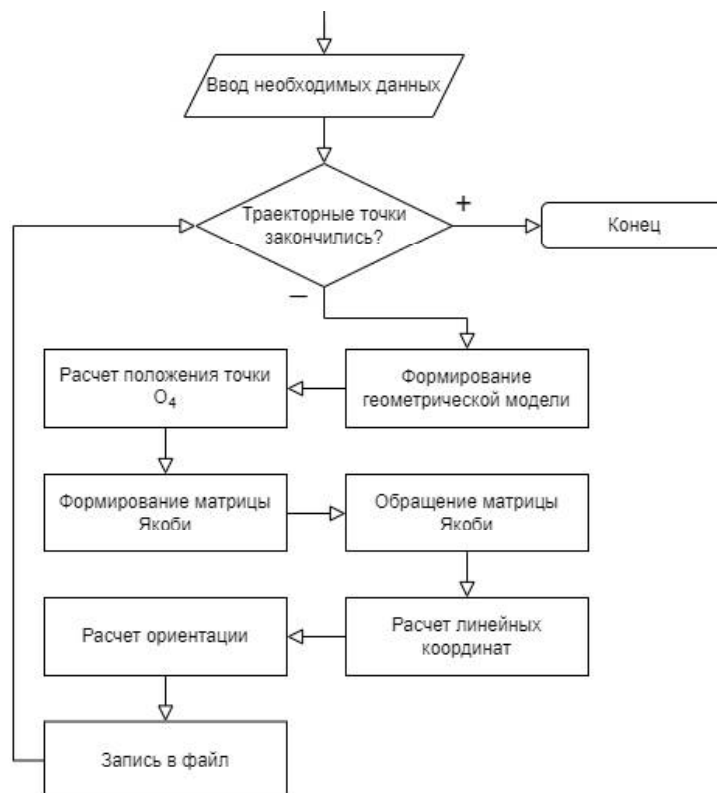 Ввод необходимых данных
Траекторные точки
закончились?
+
Конец
−
Формирование
геометрической модели
Расчет положения точки
O₄
Формирование матрицы
Якоби
Обращение матрицы
Якоби
Расчет линейных
координат
Расчет ориентации
Запись в файл